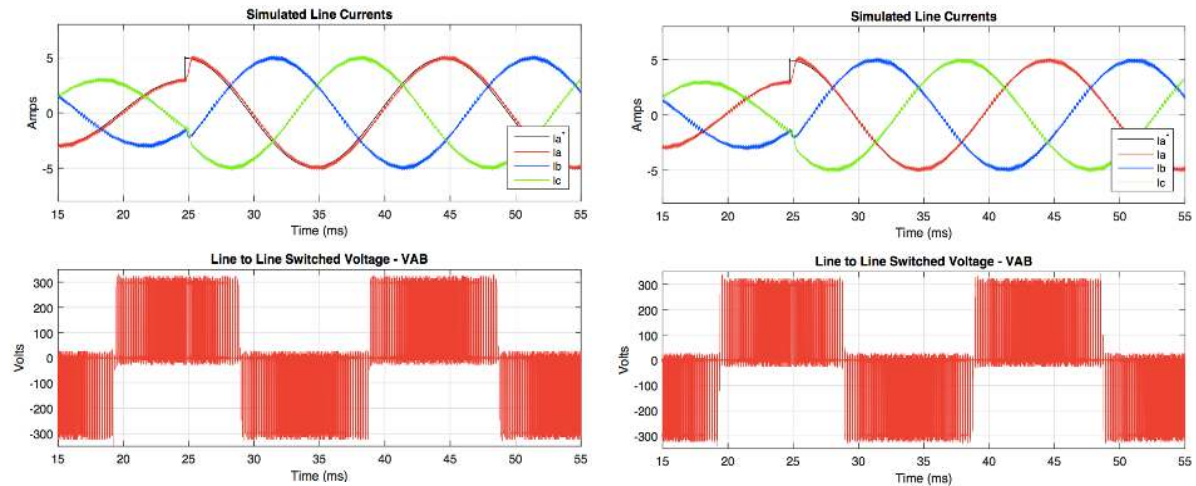 Simulated Line Currents
Amps
5
0
-5
Ia*
Ia
Ib
Ic
15 20 25 30 35 40 45 50 55
Time (ms)
Line to Line Switched Voltage - VAB
Volts
300
200
100
0
-100
-200
-300
15 20 25 30 35 40 45 50 55
Time (ms)
Simulated Line Currents
Amps
5
0
-5
Ia*
Ia
Ib
Ic
15 20 25 30 35 40 45 50 55
Time (ms)
Line to Line Switched Voltage - VAB
Volts
300
200
100
0
-100
-200
-300
15 20 25 30 35 40 45 50 55
Time (ms)